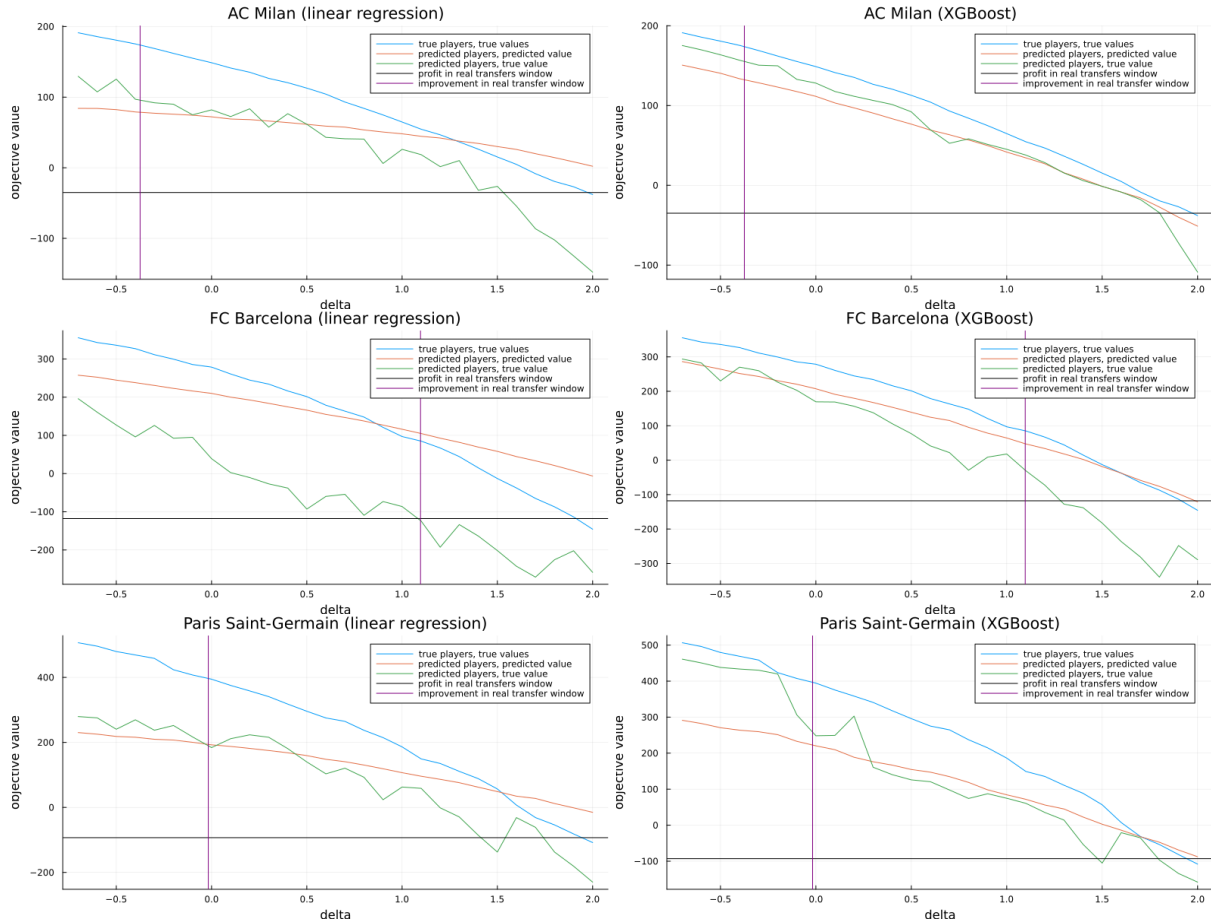 AC Milan (linear regression)
200
100
0
−100
objective value
−0.5 0.0 0.5 1.0 1.5 2.0
delta
true players, true values
predicted players, predicted value
predicted players, true value
profit in real transfers window
improvement in real transfer window
AC Milan (XGBoost)
200
100
0
−100
objective value
−0.5 0.0 0.5 1.0 1.5 2.0
delta
true players, true values
predicted players, predicted value
predicted players, true value
profit in real transfers window
improvement in real transfer window
FC Barcelona (linear regression)
300
200
100
0
−100
−200
objective value
−0.5 0.0 0.5 1.0 1.5 2.0
delta
true players, true values
predicted players, predicted value
predicted players, true value
profit in real transfers window
improvement in real transfer window
FC Barcelona (XGBoost)
300
200
100
0
−100
−200
−300
objective value
−0.5 0.0 0.5 1.0 1.5 2.0
delta
true players, true values
predicted players, predicted value
predicted players, true value
profit in real transfers window
improvement in real transfer window
Paris Saint-Germain (linear regression)
400
200
0
−200
objective value
−0.5 0.0 0.5 1.0 1.5 2.0
delta
true players, true values
predicted players, predicted value
predicted players, true value
profit in real transfers window
improvement in real transfer window
Paris Saint-Germain (XGBoost)
500
400
300
200
100
0
−100
objective value
−0.5 0.0 0.5 1.0 1.5 2.0
delta
true players, true values
predicted players, predicted value
predicted players, true value
profit in real transfers window
improvement in real transfer window